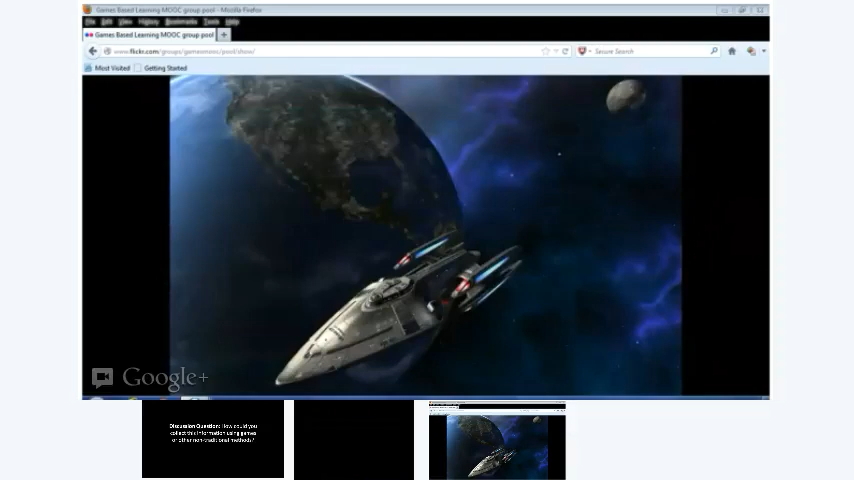 Games Based Learning MOOC group pool - Mozilla Firefox
File Edit View History Bookmarks Tools Help
Games Based Learning MOOC group pool
www.flickr.com/groups/gamesmooc/pool/show/
Secure Search
Most Visited Getting Started
Google+
Discussion Question: How could you
collect this information using games
or other non-traditional methods?